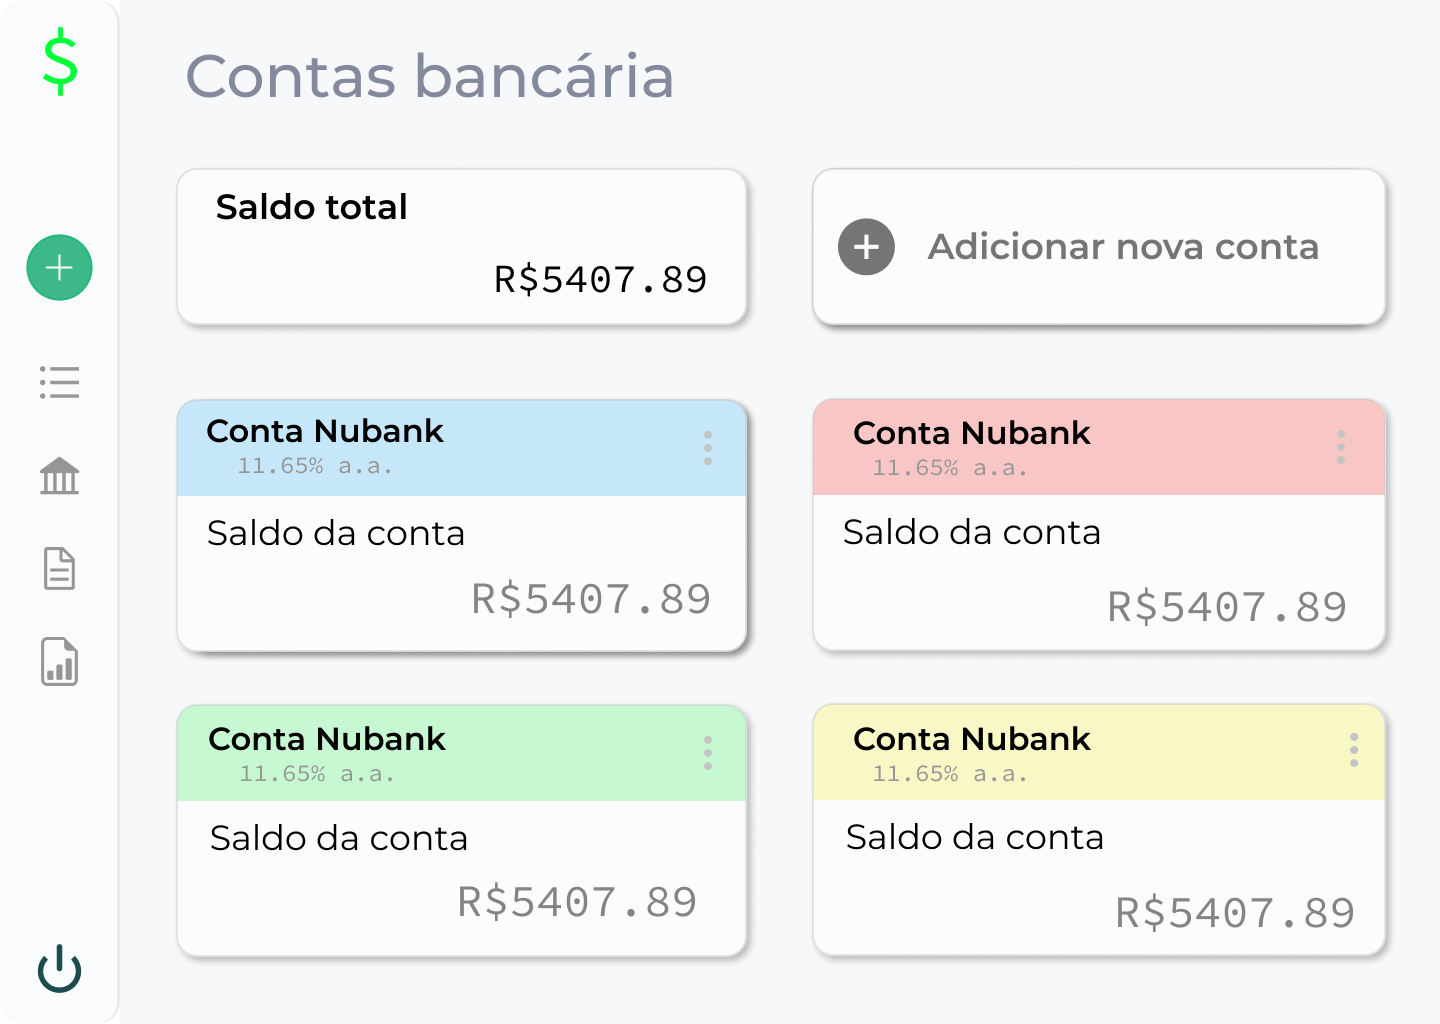 $
Contas bancária
Saldo total
R$5407.89
Adicionar nova conta
Conta Nubank
11.65% a.a.
Saldo da conta
R$5407.89
Conta Nubank
11.65% a.a.
Saldo da conta
R$5407.89
Conta Nubank
11.65% a.a.
Saldo da conta
R$5407.89
Conta Nubank
11.65% a.a.
Saldo da conta
R$5407.89